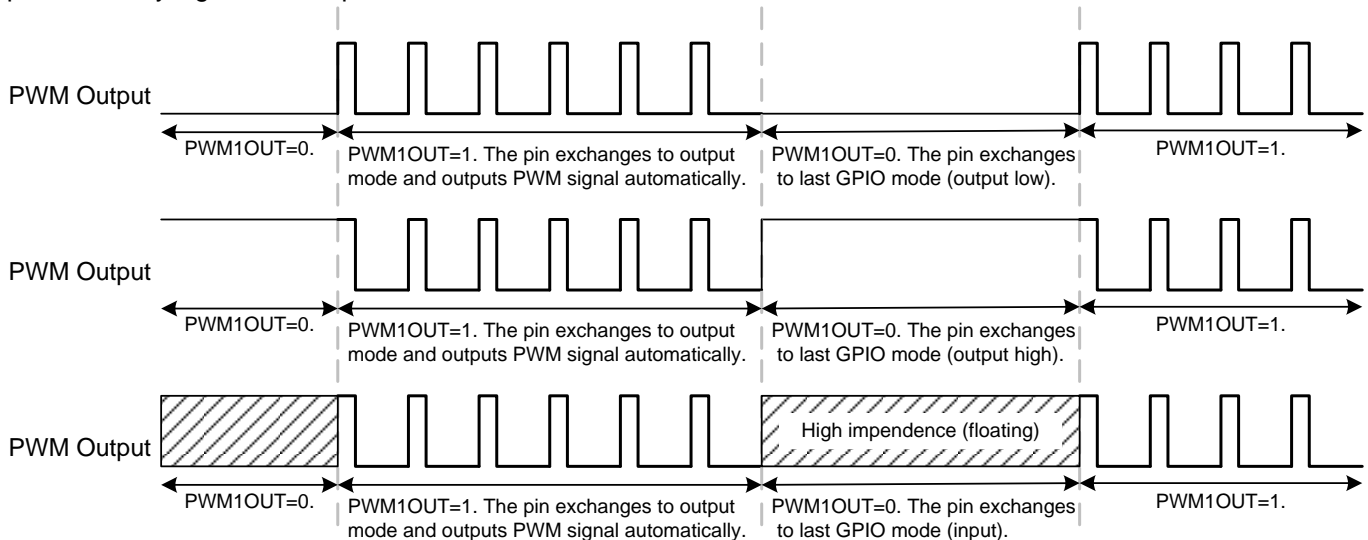 PWM Output
PWM1OUT=0.
PWM1OUT=1. The pin exchanges to output
mode and outputs PWM signal automatically.
PWM1OUT=0. The pin exchanges
to last GPIO mode (output low).
PWM1OUT=1.
PWM Output
PWM1OUT=0.
PWM1OUT=1. The pin exchanges to output
mode and outputs PWM signal automatically.
PWM1OUT=0. The pin exchanges
to last GPIO mode (output high).
PWM1OUT=1.
PWM Output
High impendence (floating)
PWM1OUT=0.
PWM1OUT=1. The pin exchanges to output
mode and outputs PWM signal automatically.
PWM1OUT=0. The pin exchanges
to last GPIO mode (input).
PWM1OUT=1.